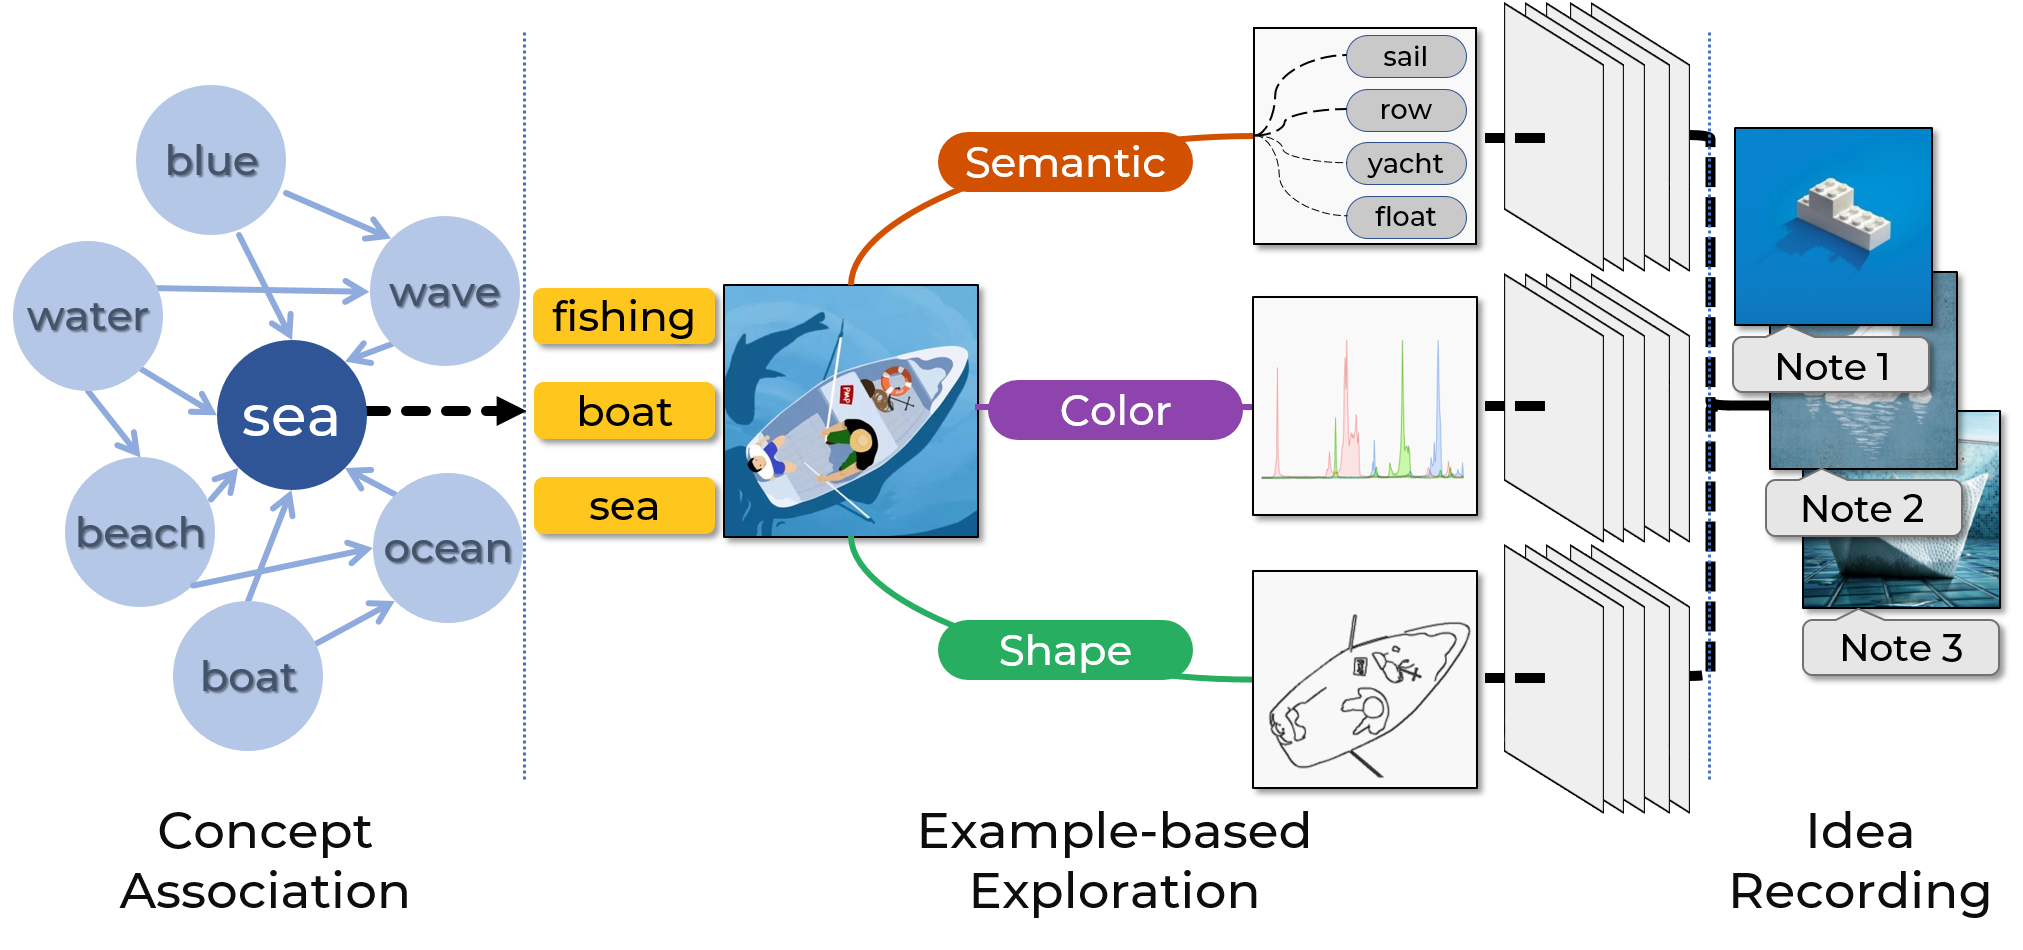 blue
wave
water
sea
beach
ocean
boat
fishing
boat
sea
Semantic
Color
Shape
sail
row
yacht
float
Note 1
Note 2
Note 3
Concept
Association
Example-based
Exploration
Idea
Recording